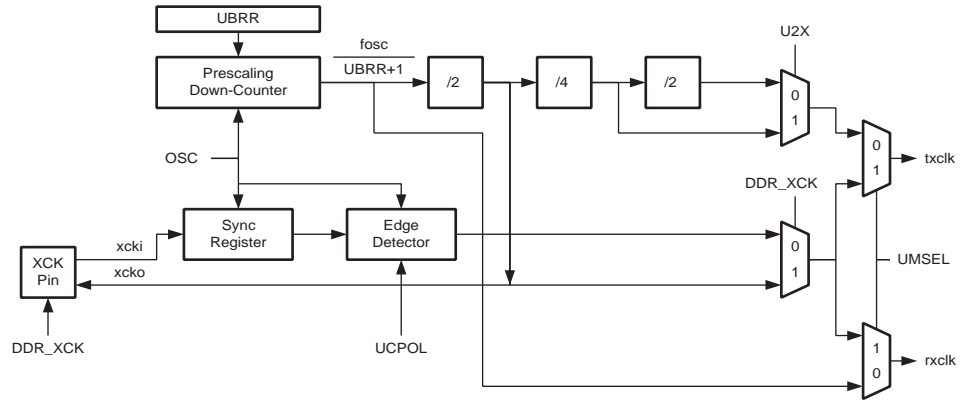 UBRR
fosc
U2X
Prescaling
Down-Counter
UBRR+1
/2
/4
/2
0
1
OSC
0
1
txclk
DDR_XCK
Sync
Register
Edge
Detector
xcki
0
1
XCK
Pin
xcko
UMSEL
DDR_XCK
UCPOL
1
0
rxclk